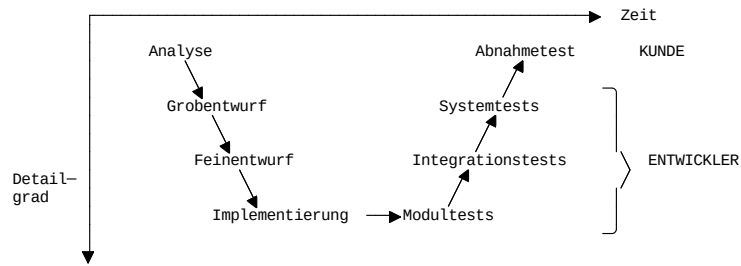 Zeit
Analyse Abnahmetest KUNDE
Grobentwurf Systemtests
Feinentwurf Integrationstests ENTWICKLER
Detail—
grad
Implementierung Modultests